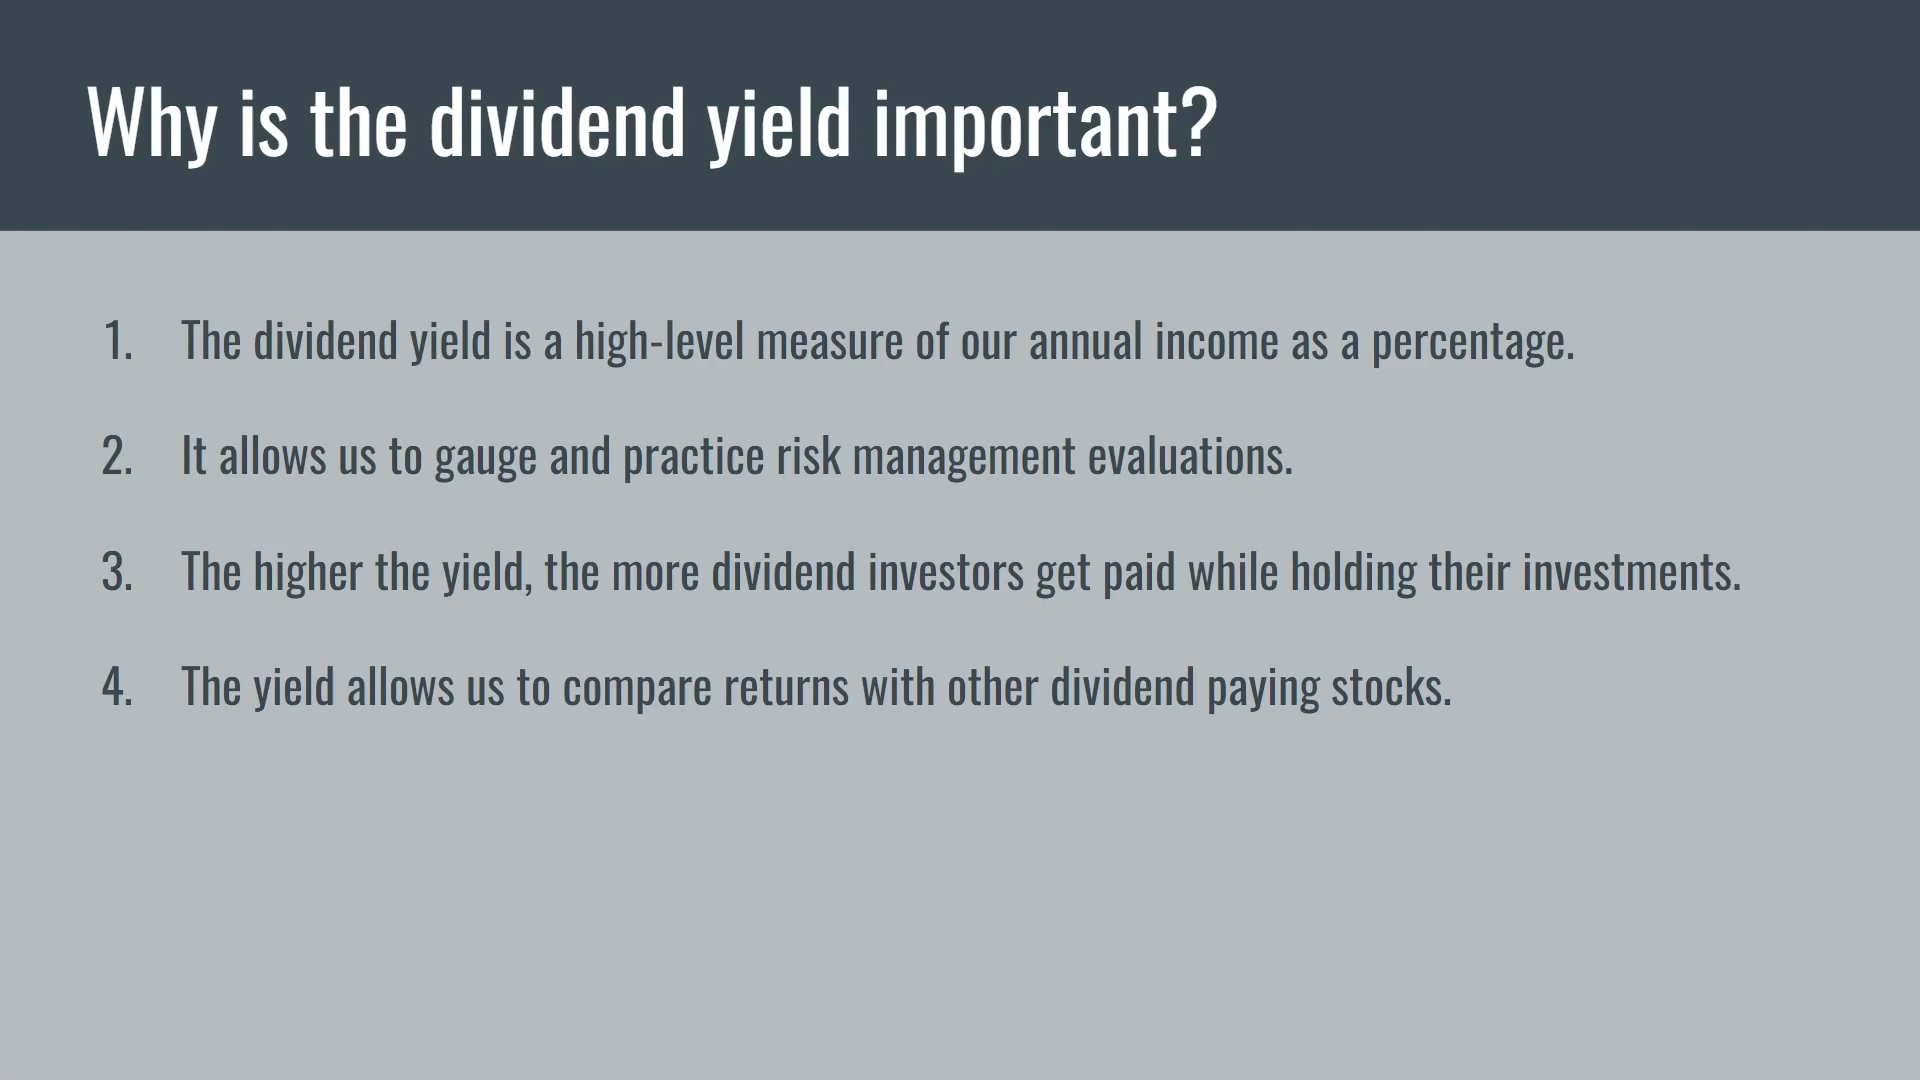 Why is the dividend yield important?
1. The dividend yield is a high-level measure of our annual income as a percentage.
2. It allows us to gauge and practice risk management evaluations.
3. The higher the yield, the more dividend investors get paid while holding their investments.
4. The yield allows us to compare returns with other dividend paying stocks.